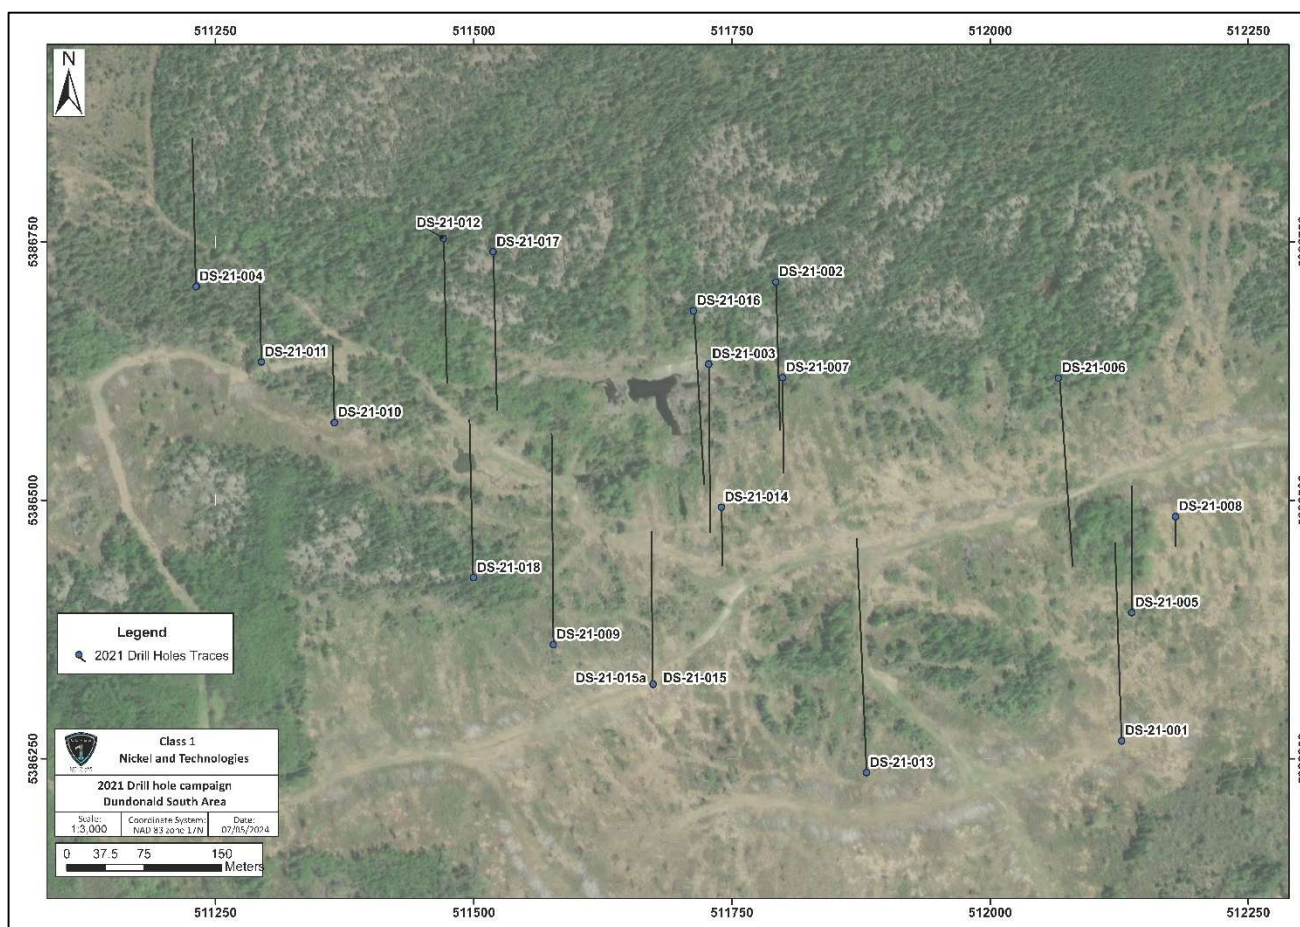 511250 511500 511750 512000 512250
N
5386750
5386500
5386250
DS-21-012
DS-21-017
DS-21-004
DS-21-002
DS-21-016
DS-21-011
DS-21-003
DS-21-007
DS-21-006
DS-21-010
DS-21-014
DS-21-008
DS-21-018
DS-21-005
DS-21-009
DS-21-015a DS-21-015
DS-21-001
DS-21-013
Legend
2021 Drill Holes Traces
Class 1
Nickel and Technologies
2021 Drill hole campaign
Dundonald South Area
Scale: Coordinate System: Date:
1:3,000 NAD 83 zone 17N 07/05/2024
0 37.5 75 150
Meters
511250 511500 511750 512000 512250